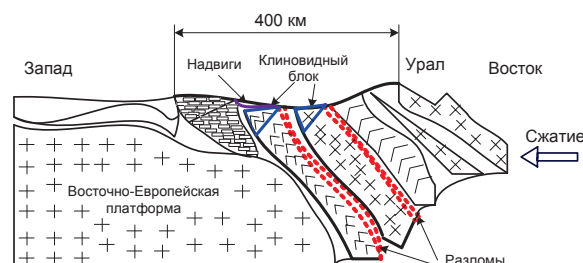 400 км
Запад
Надвиги
Клиновидный
блок
Урал
Восток
Сжатие
Восточно-Европейская
платформа
Разломы